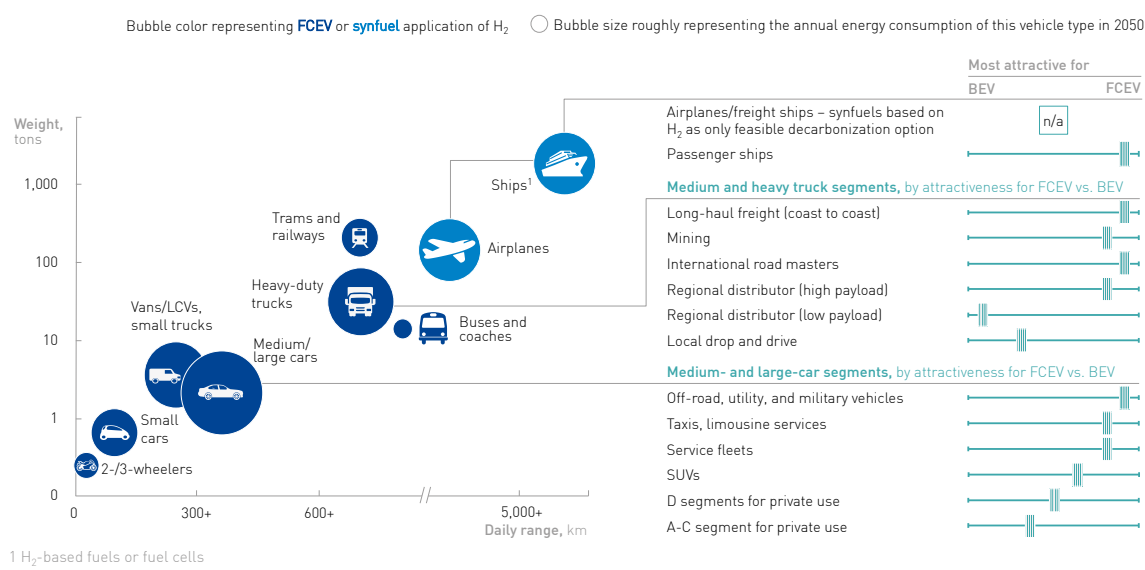 Bubble color representing FCEV or synfuel application of H₂
Bubble size roughly representing the annual energy consumption of this vehicle type in 2050
Most attractive for
BEV
FCEV
Weight,
tons
1,000
100
10
1
0
0
300+
600+
5,000+
Daily range, km
Ships¹
Airplanes
Trams and
railways
Heavy-duty
trucks
Buses and
coaches
Vans/LCVs,
small trucks
Medium/
large cars
Small
cars
2-/3-wheelers
Airplanes/freight ships – synfuels based on
H₂ as only feasible decarbonization option
n/a
Passenger ships
Medium and heavy truck segments, by attractiveness for FCEV vs. BEV
Long-haul freight (coast to coast)
Mining
International road masters
Regional distributor (high payload)
Regional distributor (low payload)
Local drop and drive
Medium- and large-car segments, by attractiveness for FCEV vs. BEV
Off-road, utility, and military vehicles
Taxis, limousine services
Service fleets
SUVs
D segments for private use
A-C segment for private use
1 H₂-based fuels or fuel cells